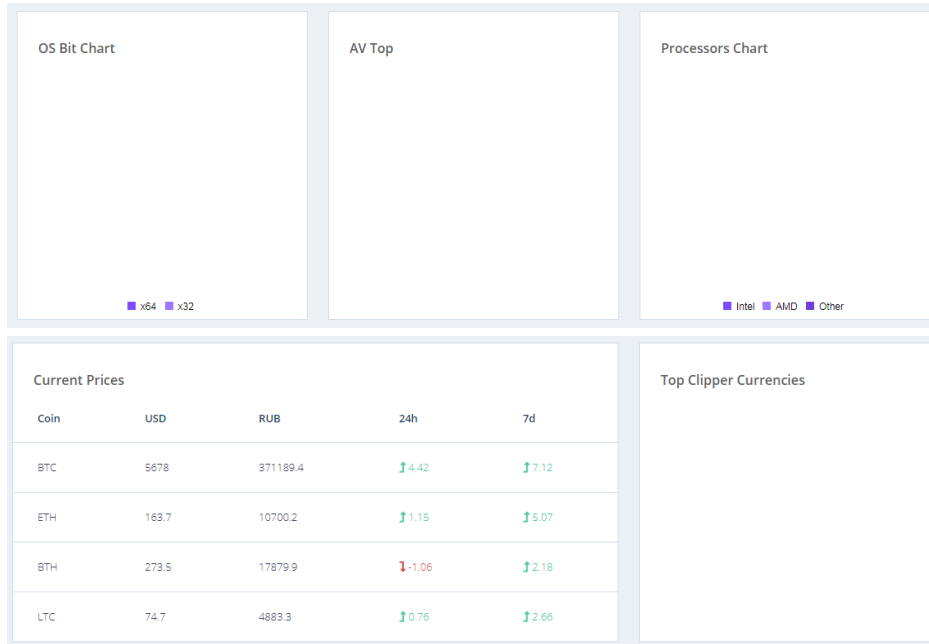 OS Bit Chart
AV Top
Processors Chart
x64 x32
Intel AMD Other
Current Prices
Top Clipper Currencies
Coin USD RUB 24h 7d
BTC 5678 371189.4 4.42 7.12
ETH 163.7 10700.2 1.15 5.07
BTH 273.5 17879.9 -1.06 2.18
LTC 74.7 4883.3 0.76 2.66